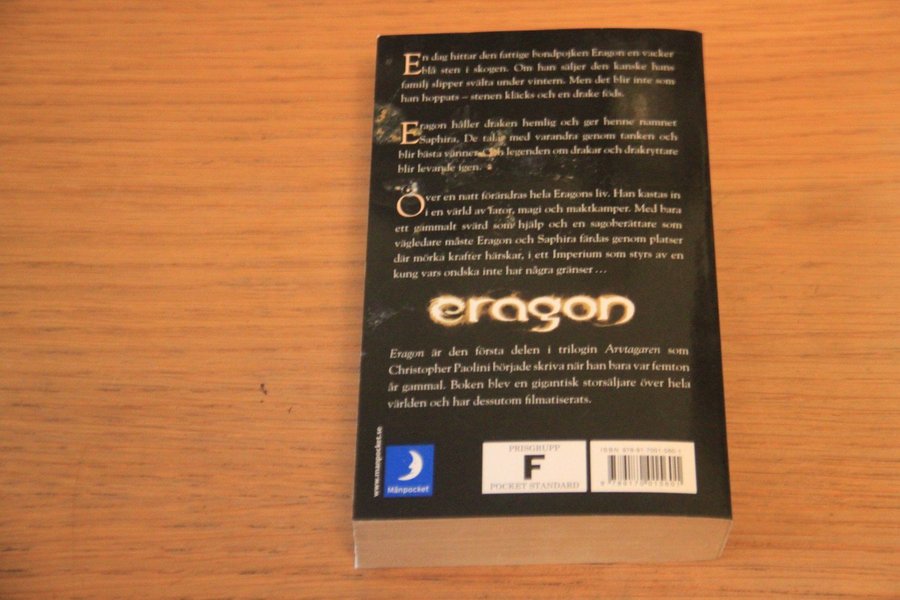 En dag hittar den fattige bondpojken Eragon en vacker
blå sten i skogen. Om han säljer den kanske hans
familj slipper svälta under vintern. Men det blir inte som
han hoppats – stenen kläcks och en drake föds.
Eragon håller draken hemlig och ger henne namnet
Saphira. De talar med varandra genom tanken och
blir bästa vänner. Och legenden om drakar och drakryttare
blir levande igen.
Över en natt förändras hela Eragons liv. Han kastas in
i en värld av faror, magi och maktkamper. Med bara
ett gammalt svärd som hjälp och en sagoberättare som
vägledare måste Eragon och Saphira färdas genom platser
där mörka krafter härskar, i ett Imperium som styrs av en
kung vars ondska inte har några gränser …
eragon
Eragon är den första delen i trilogin Arvtagaren som
Christopher Paolini började skriva när han bara var femton
år gammal. Boken blev en gigantisk storsäljare över hela
världen och har dessutom filmatiserats.
www.manpocket.se
Månpocket
PRISGRUPP
F
POCKET STANDARD
ISBN